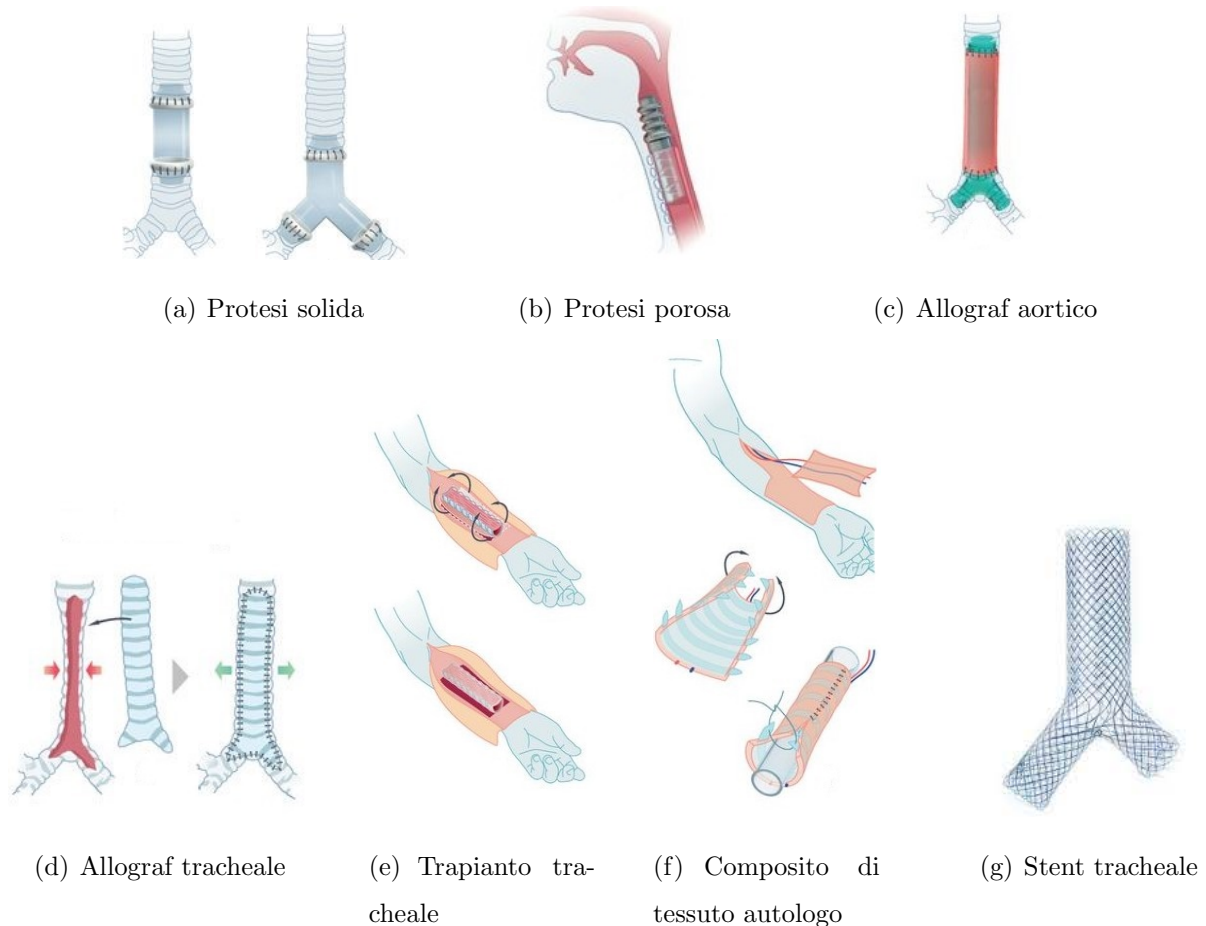 (a) Protesi solida
(b) Protesi porosa
(c) Allograf aortico
(d) Allograf tracheale
(e) Trapianto tra-
cheale
(f) Composito di
tessuto autologo
(g) Stent tracheale